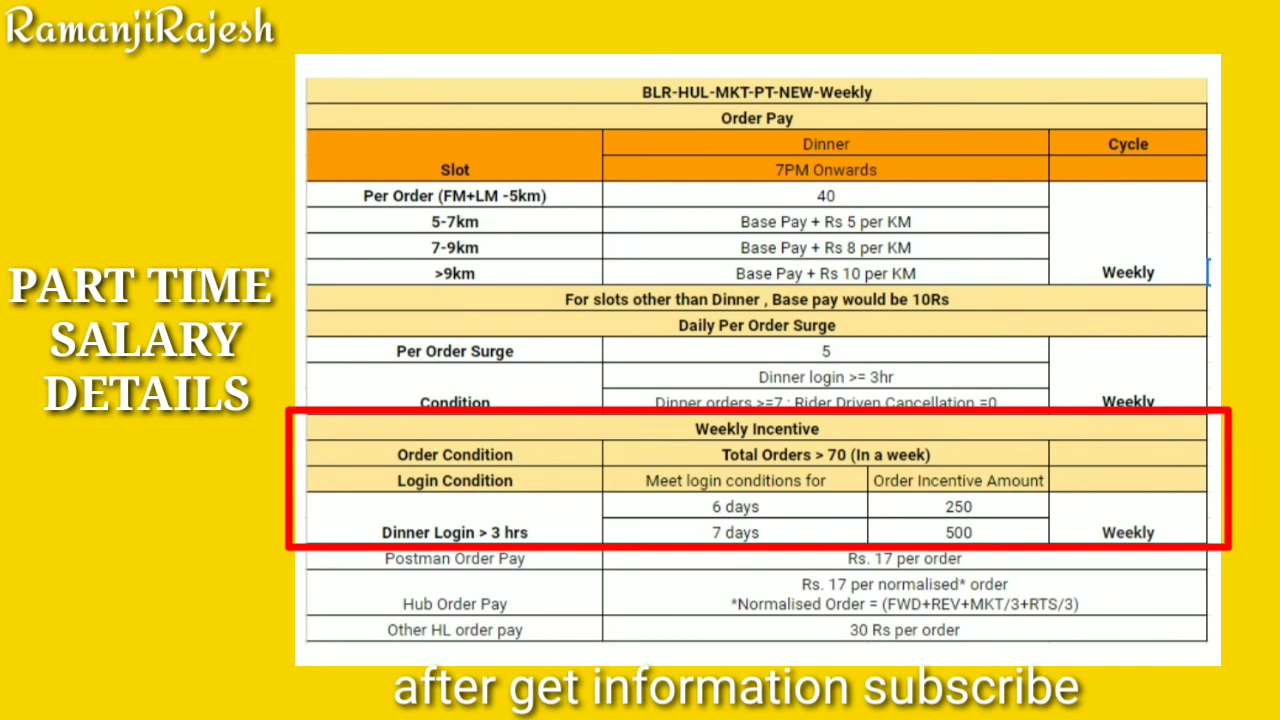 RamanjiRajesh
PART TIME
SALARY
DETAILS
BLR-HUL-MKT-PT-NEW-Weekly
Order Pay
Slot Dinner Cycle
7PM Onwards
Per Order (FM+LM -5km) 40
5-7km Base Pay + Rs 5 per KM
7-9km Base Pay + Rs 8 per KM
>9km Base Pay + Rs 10 per KM Weekly
For slots other than Dinner , Base pay would be 10Rs
Daily Per Order Surge
Per Order Surge 5
Dinner login >= 3hr
Condition Dinner orders >=7 ; Rider Driven Cancellation =0 Weekly
Weekly Incentive
Order Condition Total Orders > 70 (In a week)
Login Condition Meet login conditions for Order Incentive Amount
6 days 250
Dinner Login > 3 hrs 7 days 500 Weekly
Postman Order Pay Rs. 17 per order
Rs. 17 per normalised* order
Hub Order Pay *Normalised Order = (FWD+REV+MKT/3+RTS/3)
Other HL order pay 30 Rs per order
after get information subscribe